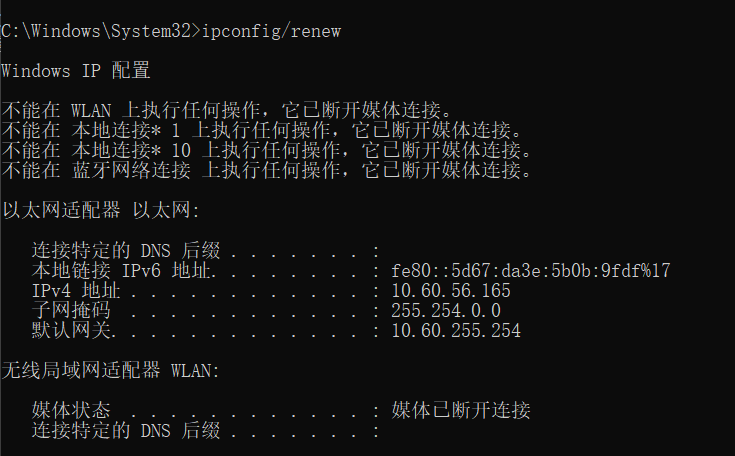 C:\Windows\System32>ipconfig/renew
Windows IP 配置
不能在 WLAN 上执行任何操作，它已断开媒体连接。
不能在 本地连接* 1 上执行任何操作，它已断开媒体连接。
不能在 本地连接* 10 上执行任何操作，它已断开媒体连接。
不能在 蓝牙网络连接 上执行任何操作，它已断开媒体连接。
以太网适配器 以太网:
连接特定的 DNS 后缀 . . . . . . . :
本地链接 IPv6 地址. . . . . . . . : fe80::5d67:da3e:5b0b:9fdf%17
IPv4 地址 . . . . . . . . . . . . : 10.60.56.165
子网掩码  . . . . . . . . . . . . : 255.254.0.0
默认网关. . . . . . . . . . . . . : 10.60.255.254
无线局域网适配器 WLAN:
媒体状态  . . . . . . . . . . . . : 媒体已断开连接
连接特定的 DNS 后缀 . . . . . . . :